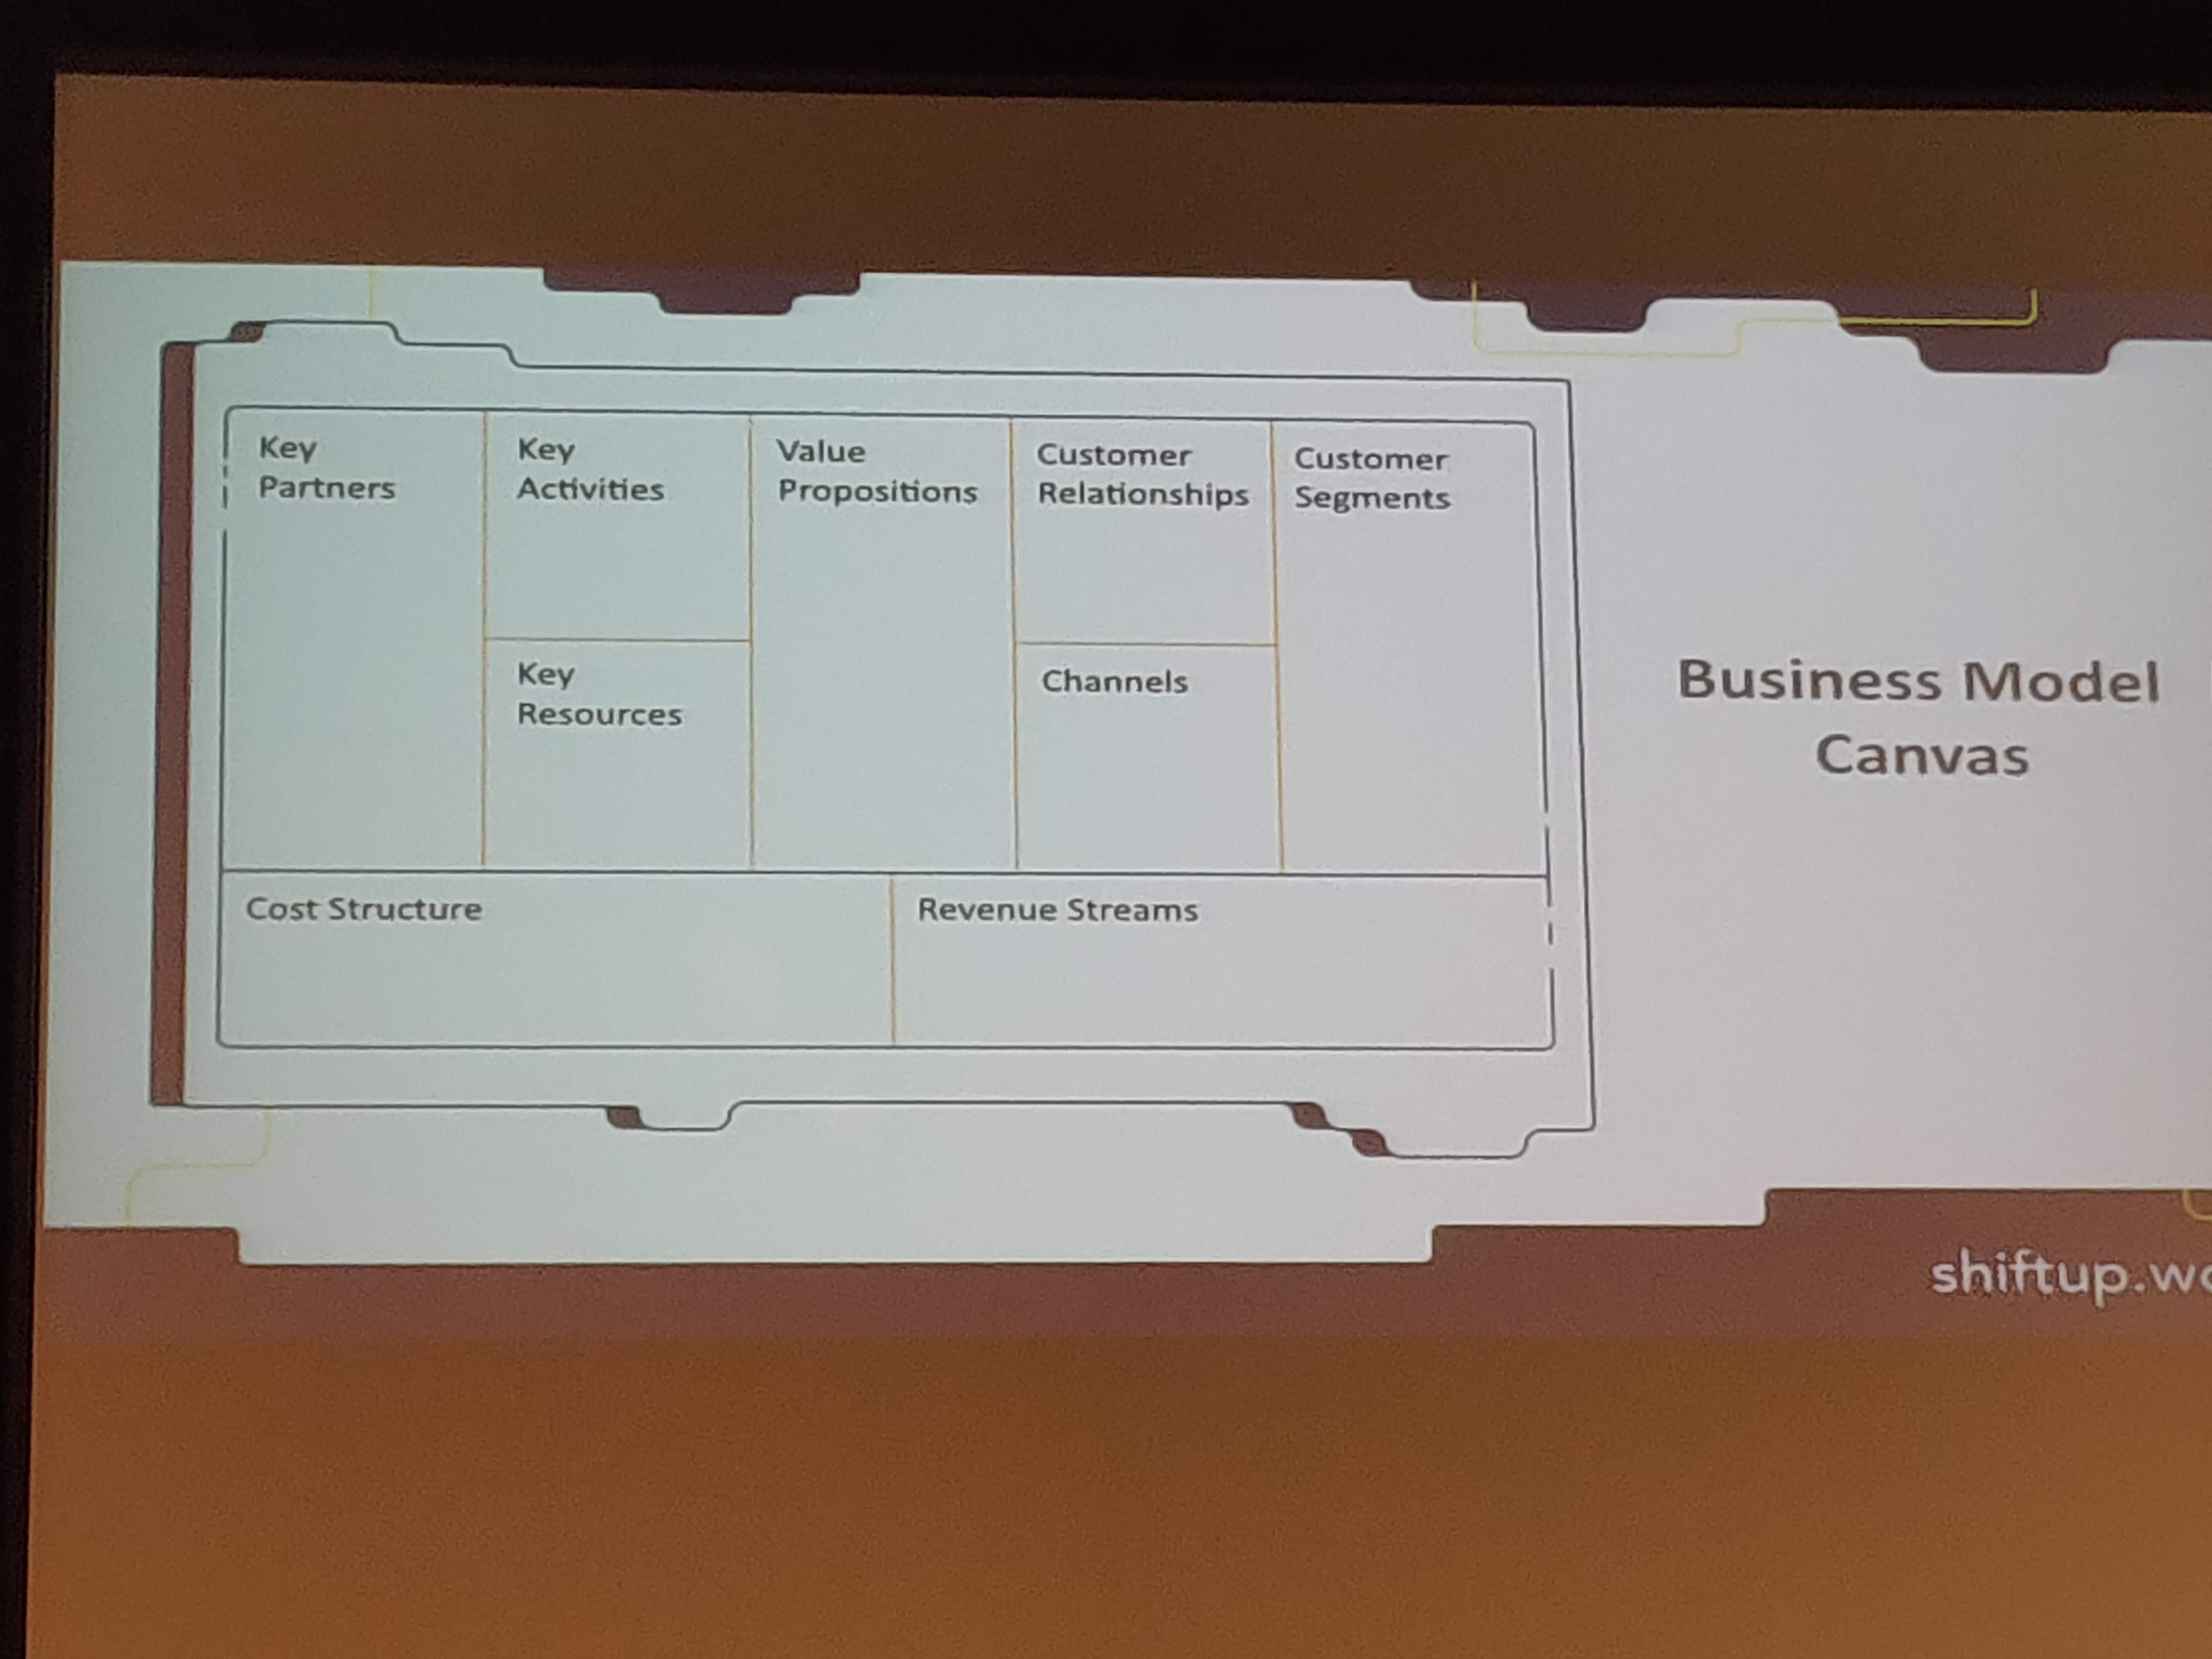 Key
Partners
Key
Activities
Key
Resources
Value
Propositions
Customer
Relationships
Channels
Customer
Segments
Cost Structure
Revenue Streams
Business Model
Canvas
shiftup.wo